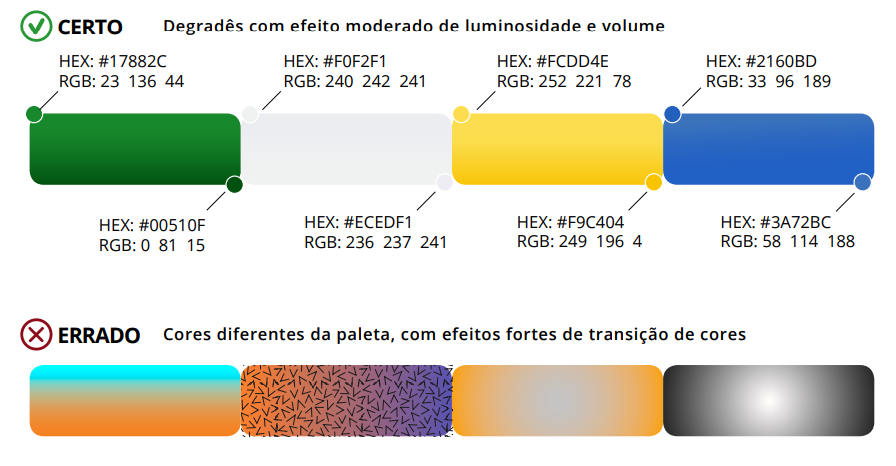 CERTO
Degradês com efeito moderado de luminosidade e volume
HEX: #17882C
RGB: 23 136 44
HEX: #F0F2F1
RGB: 240 242 241
HEX: #FCDD4E
RGB: 252 221 78
HEX: #2160BD
RGB: 33 96 189
HEX: #00510F
RGB: 0 81 15
HEX: #ECEDF1
RGB: 236 237 241
HEX: #F9C404
RGB: 249 196 4
HEX: #3A72BC
RGB: 58 114 188
ERRADO
Cores diferentes da paleta, com efeitos fortes de transição de cores